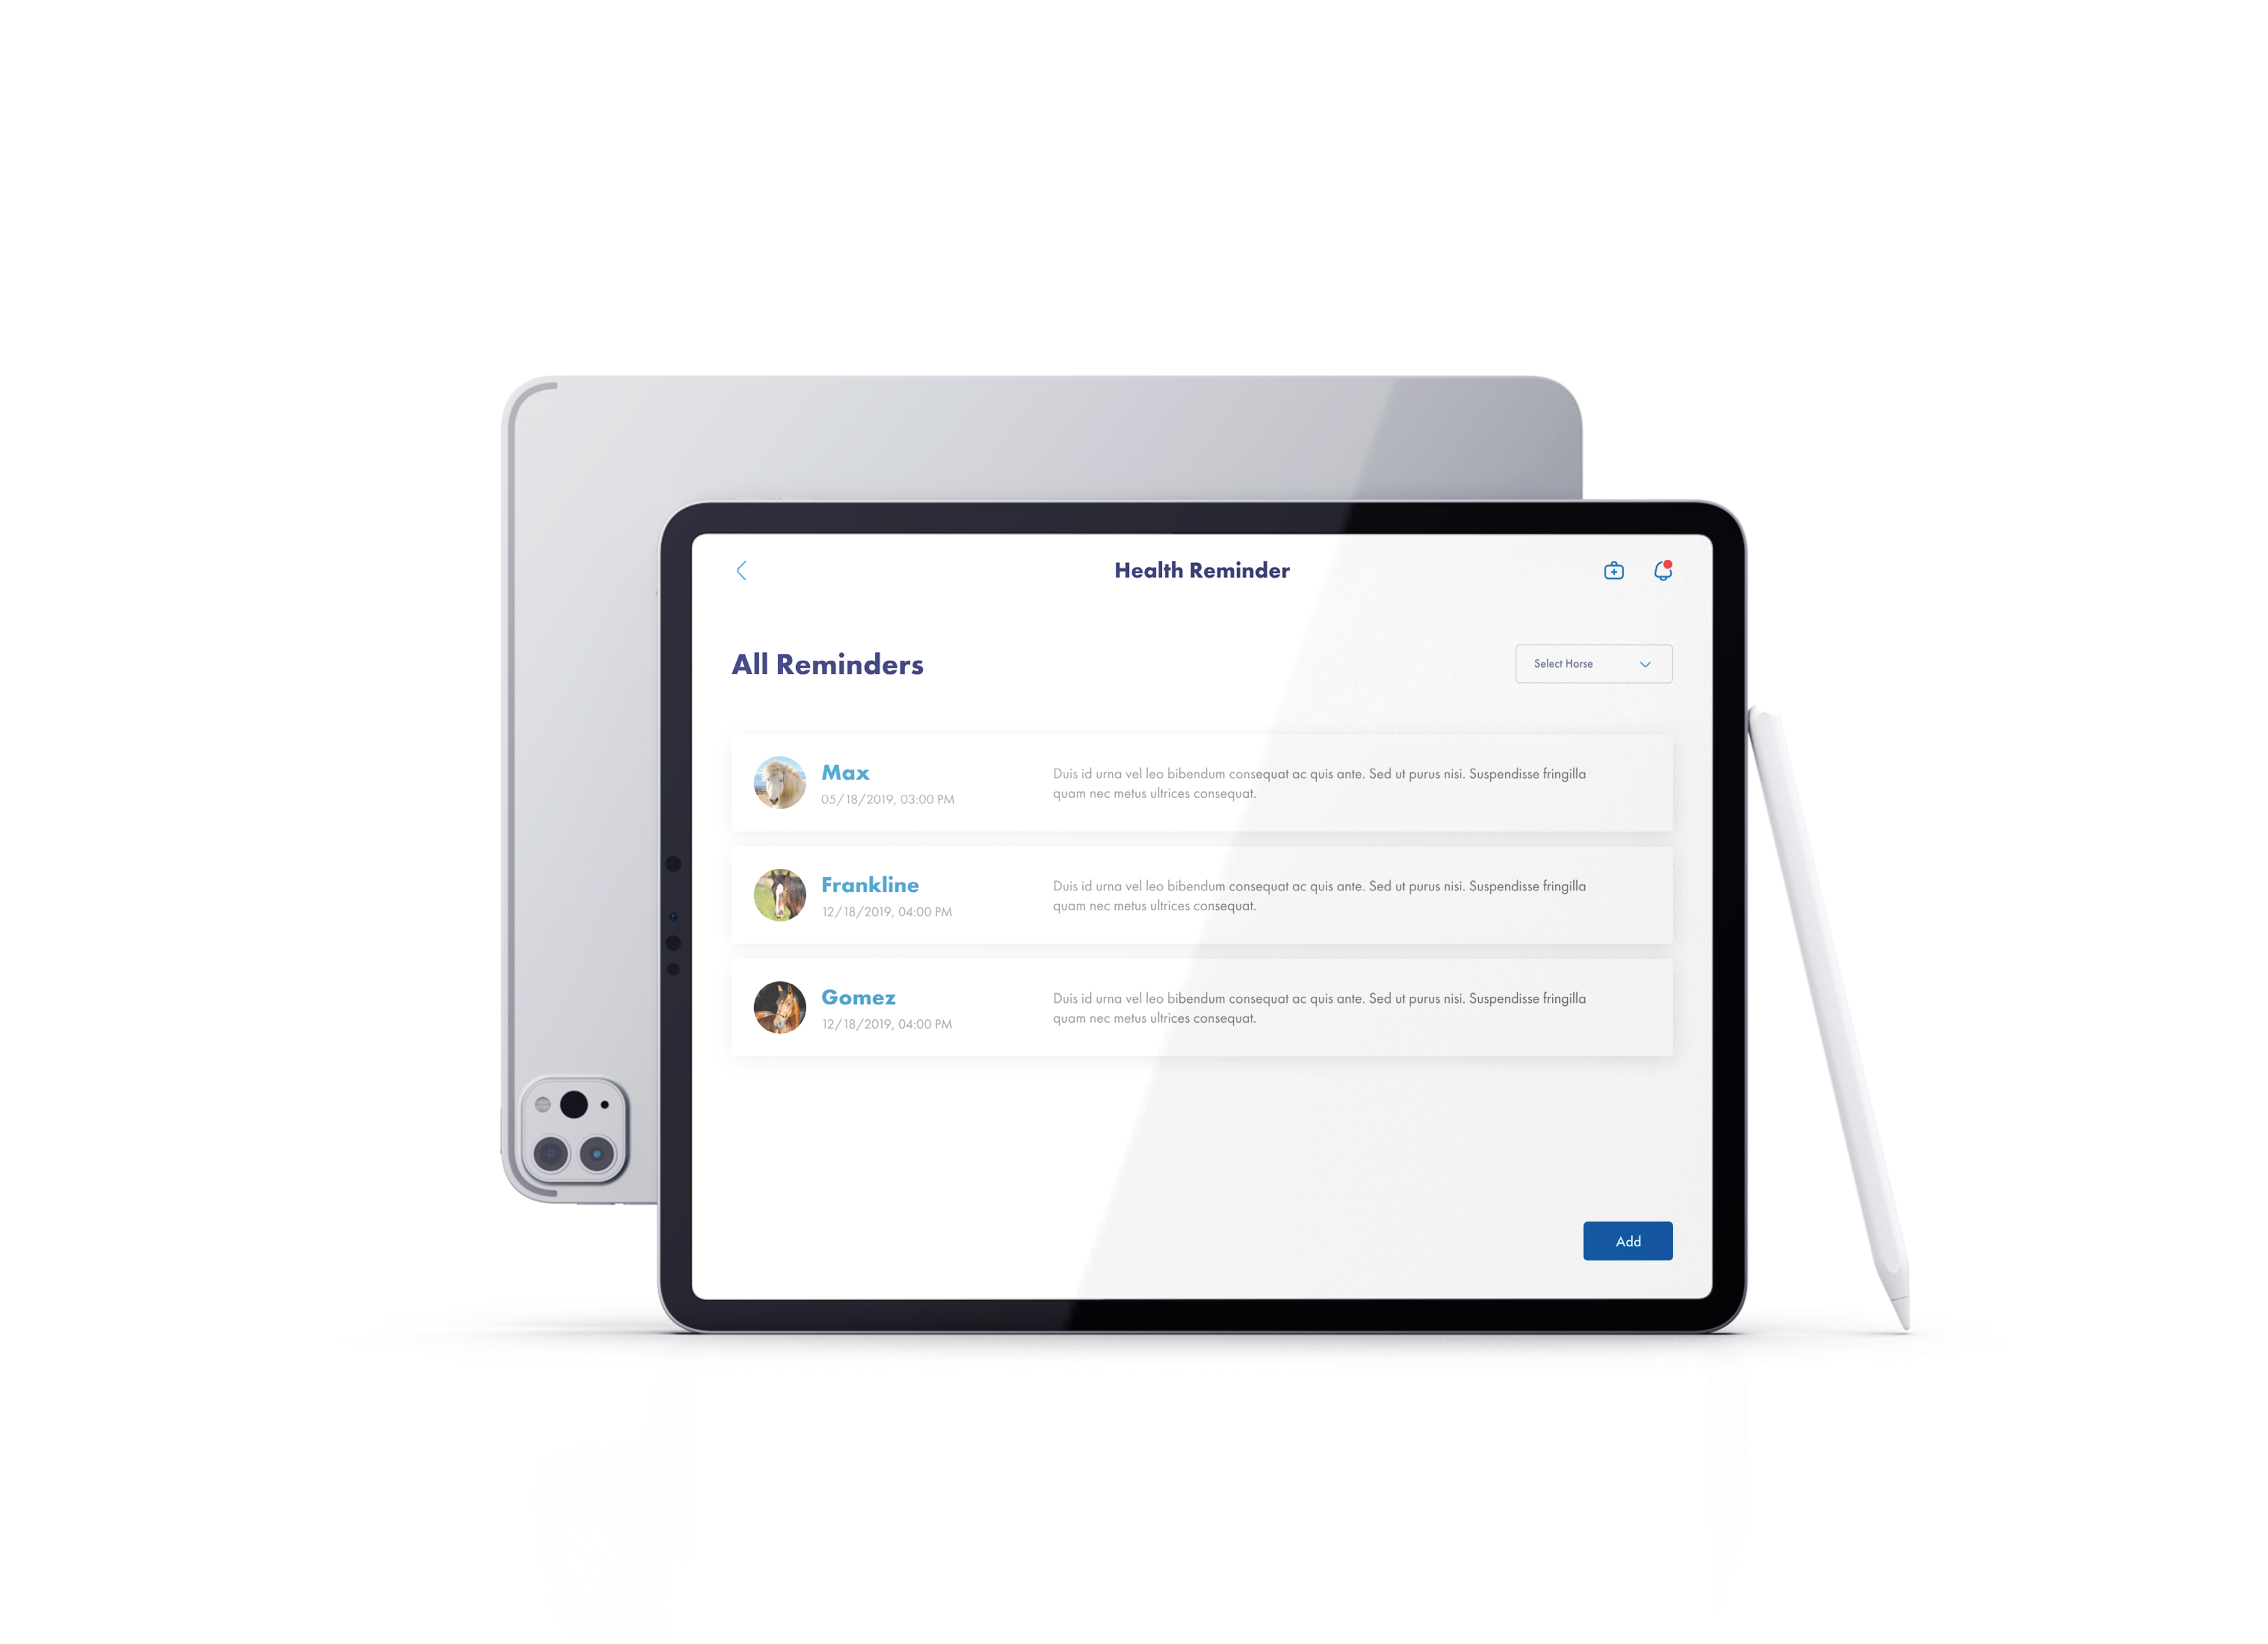 Health Reminder
All Reminders
Select Horse
Max
05/18/2019, 03:00 PM
Duis id urna vel leo bibendum consequat ac quis ante. Sed ut purus nisi. Suspendisse fringilla
quam nec metus ultrices consequat.
Frankline
12/18/2019, 04:00 PM
Duis id urna vel leo bibendum consequat ac quis ante. Sed ut purus nisi. Suspendisse fringilla
quam nec metus ultrices consequat.
Gomez
12/18/2019, 04:00 PM
Duis id urna vel leo bibendum consequat ac quis ante. Sed ut purus nisi. Suspendisse fringilla
quam nec metus ultrices consequat.
Add